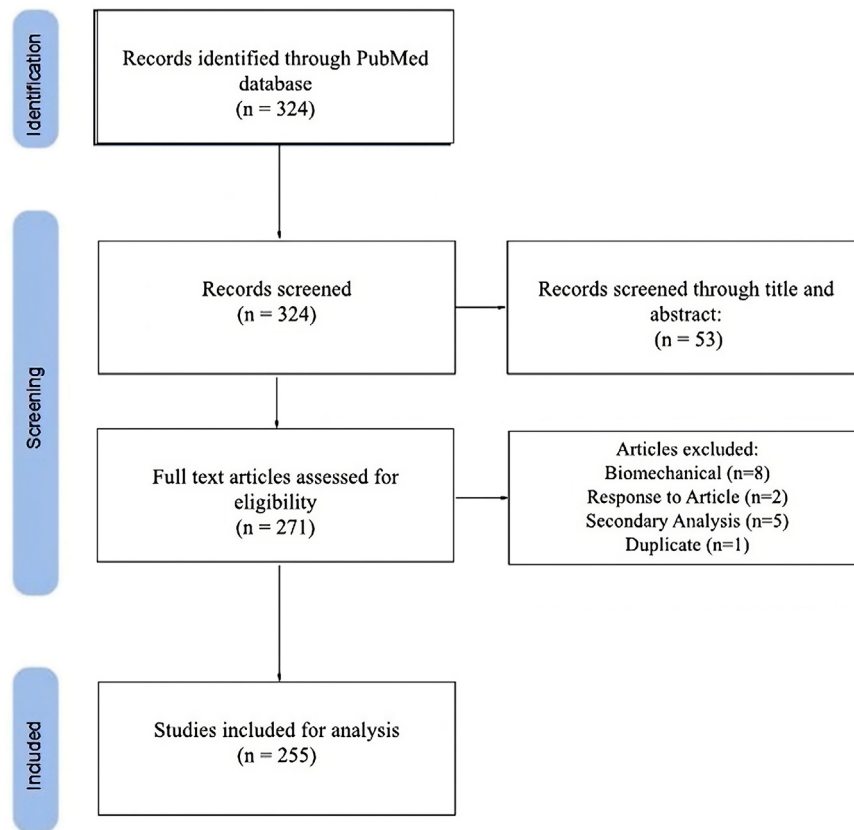 Identification
Records identified through PubMed
database
(n = 324)
Screening
Records screened
(n = 324)
Records screened through title and
abstract:
(n = 53)
Full text articles assessed for
eligibility
(n = 271)
Articles excluded:
Biomechanical (n=8)
Response to Article (n=2)
Secondary Analysis (n=5)
Duplicate (n=1)
Included
Studies included for analysis
(n = 255)